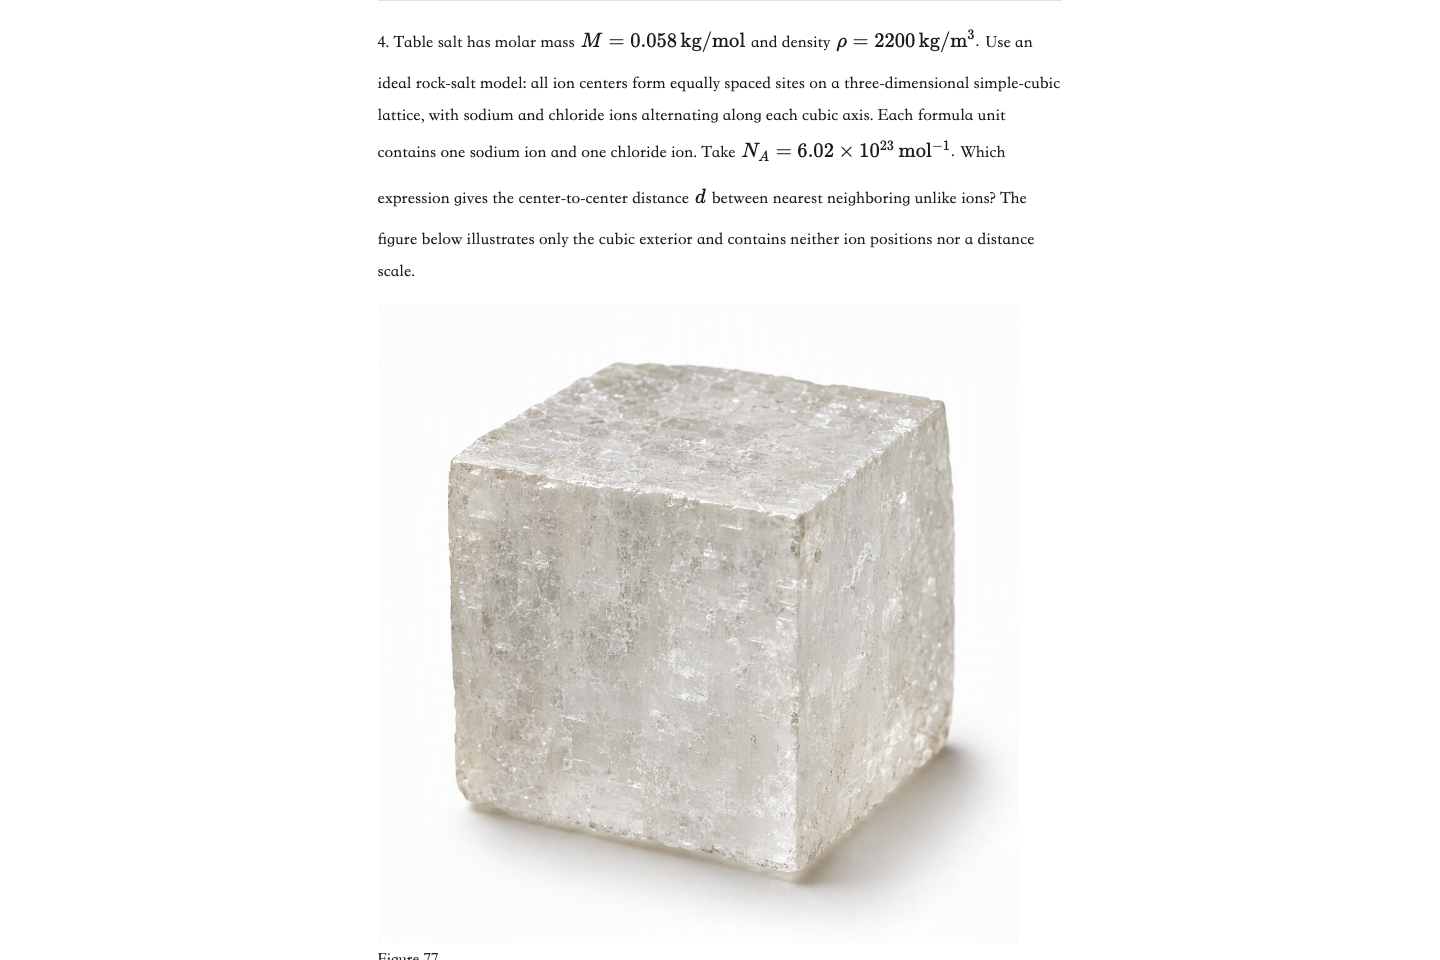 4. Table salt has molar mass M = 0.058 kg/mol and density ρ = 2200 kg/m³. Use an
ideal rock-salt model: all ion centers form equally spaced sites on a three-dimensional simple-cubic
lattice, with sodium and chloride ions alternating along each cubic axis. Each formula unit
contains one sodium ion and one chloride ion. Take N_A = 6.02 × 10²³ mol⁻¹. Which
expression gives the center-to-center distance d between nearest neighboring unlike ions? The
figure below illustrates only the cubic exterior and contains neither ion positions nor a distance
scale.
Figure 77